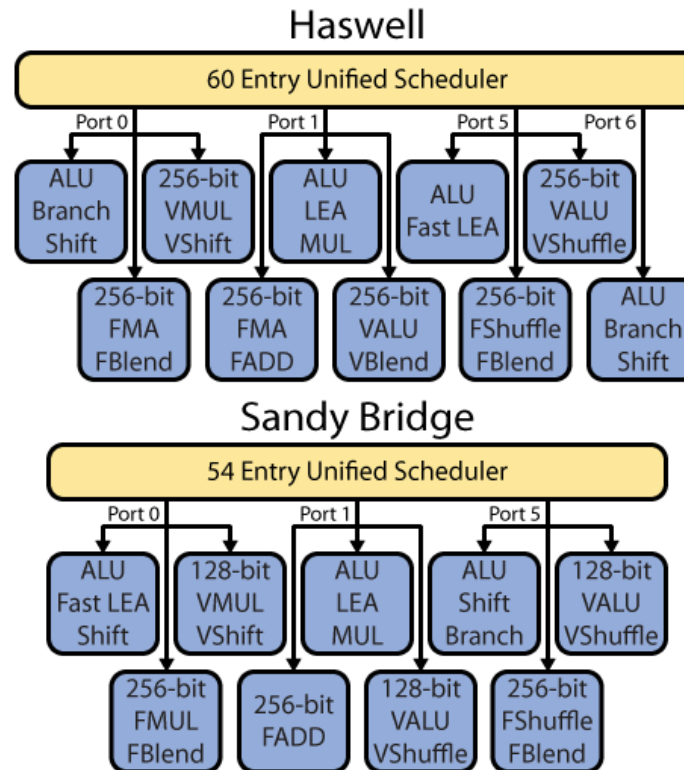 Haswell
60 Entry Unified Scheduler
Port 0
Port 1
Port 5
Port 6
ALU
Branch
Shift
256-bit
VMUL
VShift
ALU
LEA
MUL
ALU
Fast LEA
256-bit
VALU
VShuffle
256-bit
FMA
FBlend
256-bit
FMA
FADD
256-bit
VALU
VBlend
256-bit
FShuffle
FBlend
ALU
Branch
Shift
Sandy Bridge
54 Entry Unified Scheduler
Port 0
Port 1
Port 5
ALU
Fast LEA
Shift
128-bit
VMUL
VShift
ALU
LEA
MUL
ALU
Shift
Branch
128-bit
VALU
VShuffle
256-bit
FMUL
FBlend
256-bit
FADD
128-bit
VALU
VShuffle
256-bit
FShuffle
FBlend